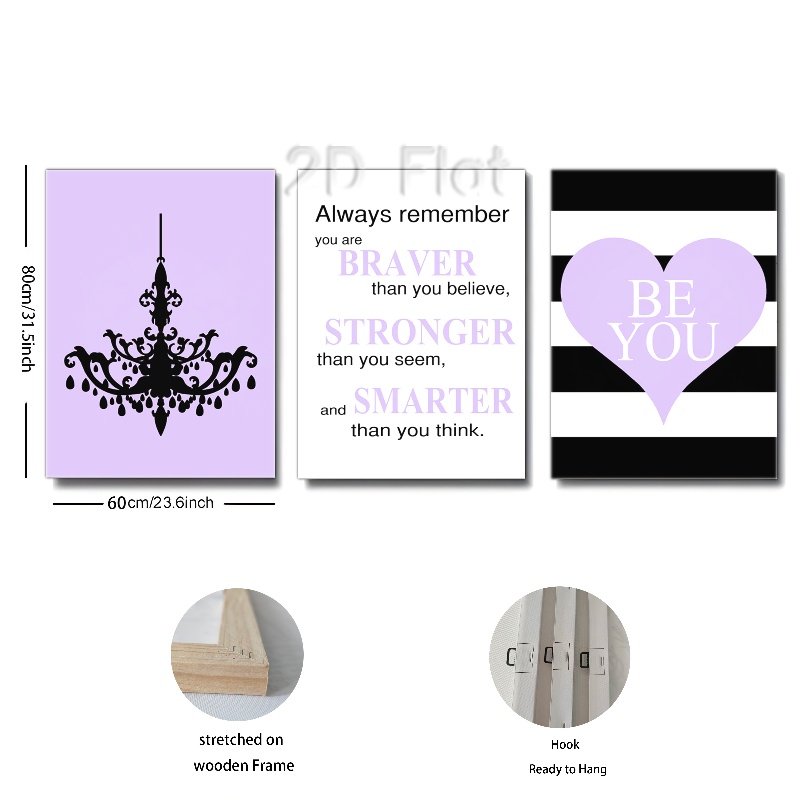 2D Flat
80cm/31.5inch
Always remember
you are
BRAVER
than you believe,
STRONGER
than you seem,
and SMARTER
than you think.
BE
YOU
60cm/23.6inch
stretched on
wooden Frame
Hook
Ready to Hang